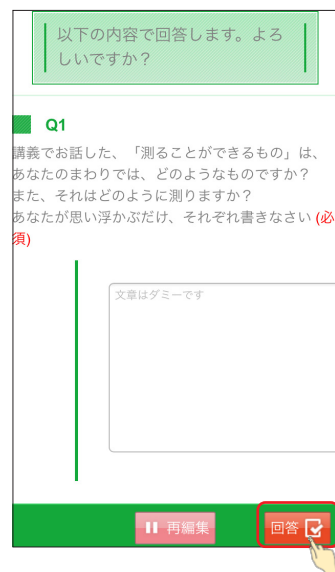 以下の内容で回答します。よろ
しいですか？
Q1
講義でお話した、「測ることができるもの」は、
あなたのまわりでは、どのようなものですか？
また、それはどのように測りますか？
あなたが思い浮かぶだけ、それぞれ書きなさい (必
須)
文章はダミーです
再編集
回答